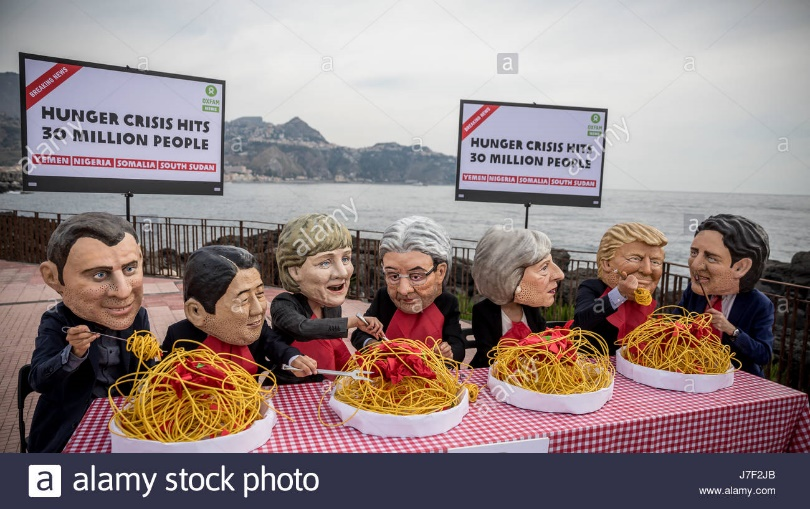 BREAKING NEWS
OXFAM
HUNGER CRISIS HITS
30 MILLION PEOPLE
YEMEN NIGERIA SOMALIA SOUTH SUDAN
BREAKING NEWS
OXFAM
HUNGER CRISIS HITS
30 MILLION PEOPLE
YEMEN NIGERIA SOMALIA SOUTH SUDAN
a
alamy
a alamy stock photo
J7F2JB
www.alamy.com